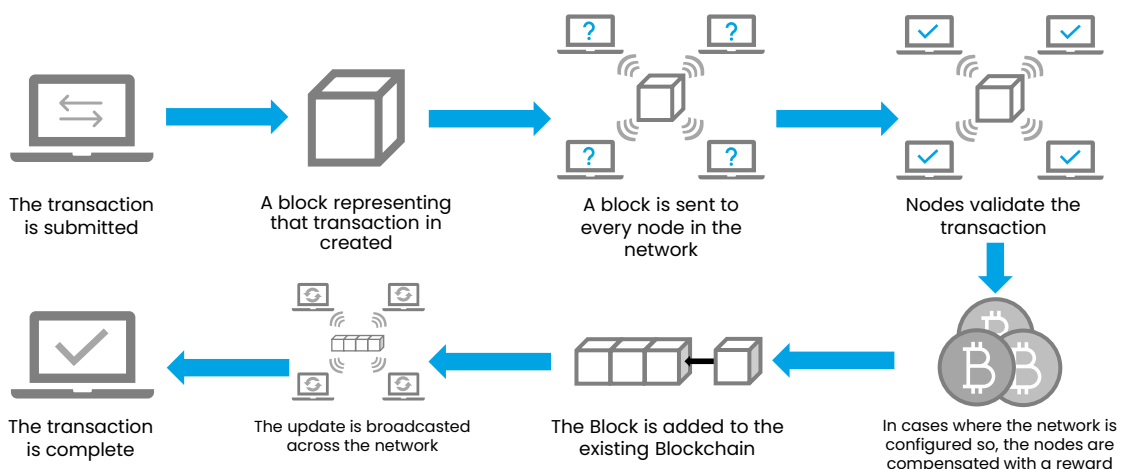 ?
?
?
?
The transaction
is submitted
A block representing
that transaction in
created
A block is sent to
every node in the
network
Nodes validate the
transaction
The transaction
is complete
The update is broadcasted
across the network
The Block is added to the
existing Blockchain
In cases where the network is
configured so, the nodes are
compensated with a reward